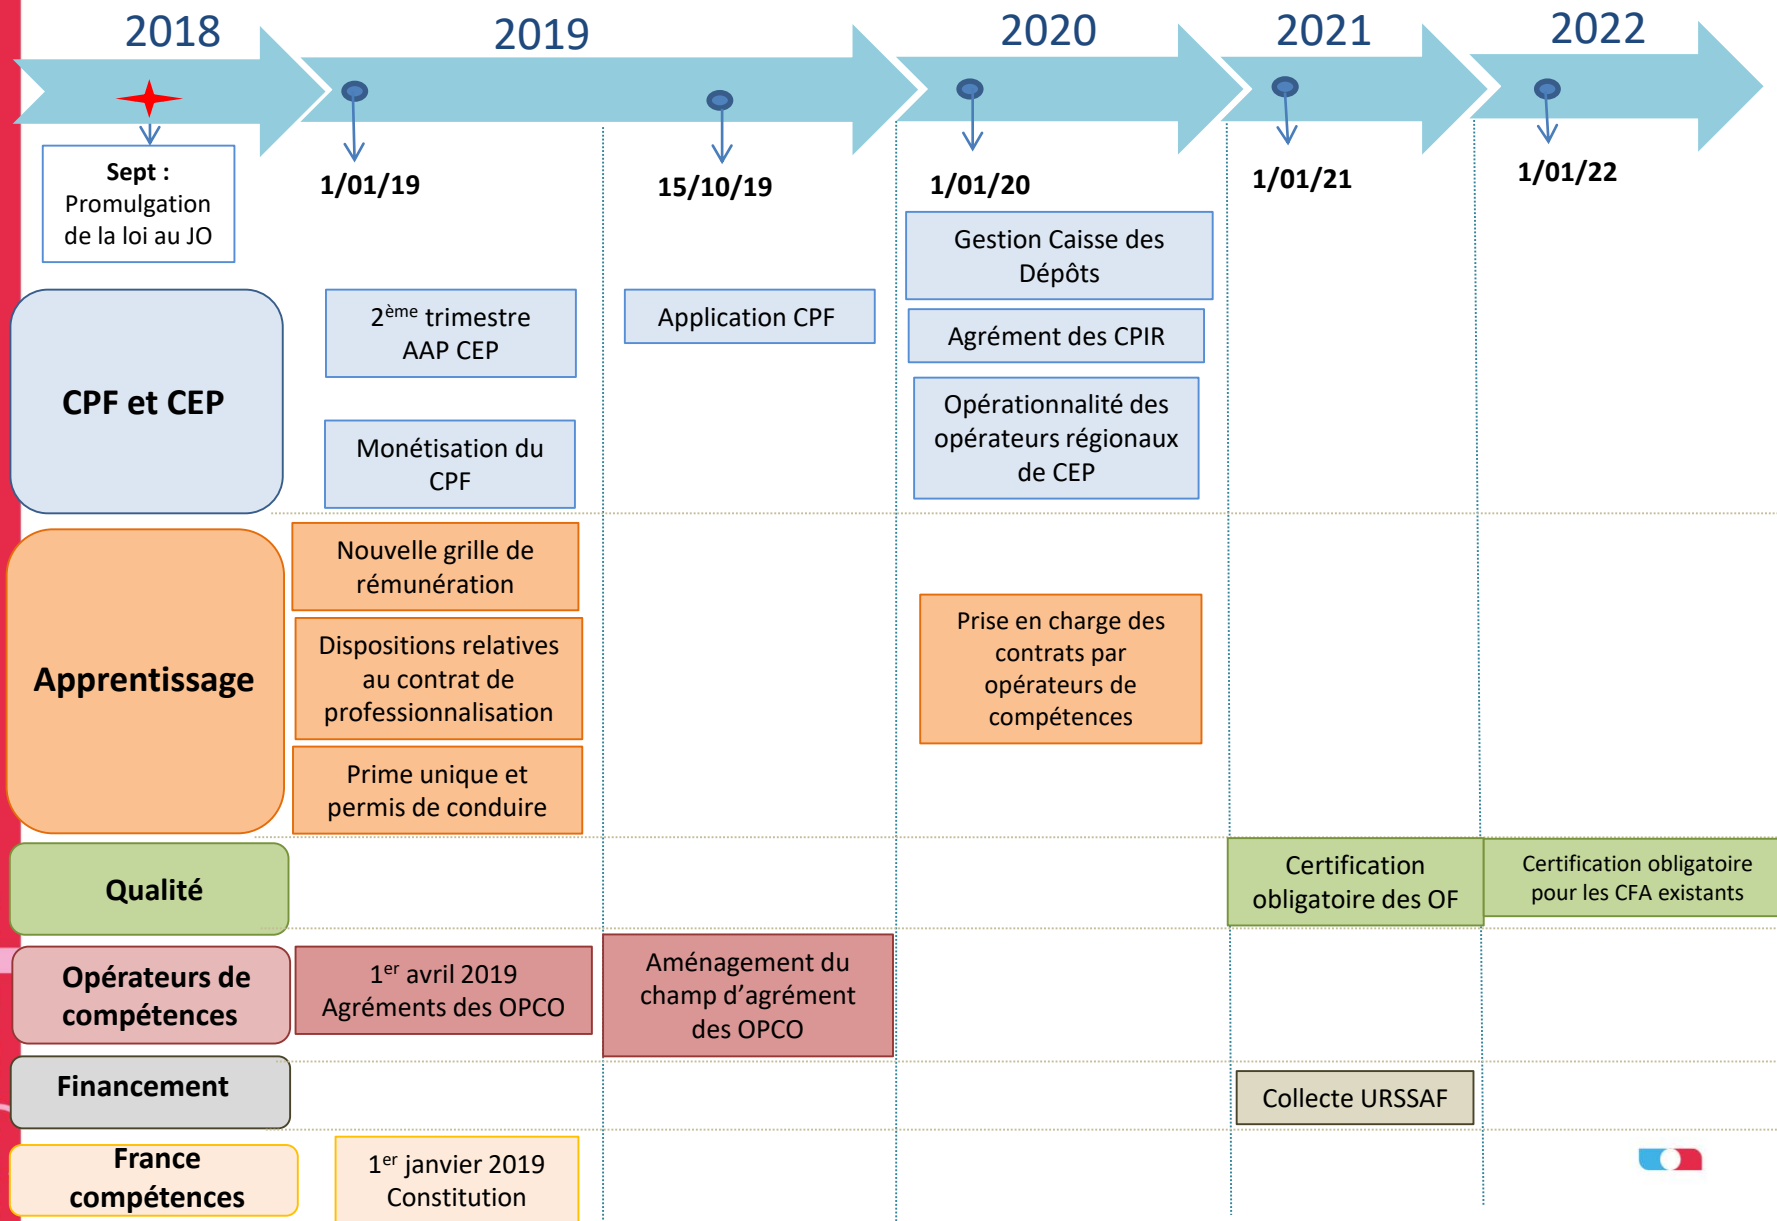 2018
2019
2020
2021
2022
Sept :
Promulgation
de la loi au JO
1/01/19
15/10/19
1/01/20
1/01/21
1/01/22
CPF et CEP
2ème trimestre
AAP CEP
Monétisation du
CPF
Application CPF
Gestion Caisse des
Dépôts
Agrément des CPIR
Opérationnalité des
opérateurs régionaux
de CEP
Apprentissage
Nouvelle grille de
rémunération
Dispositions relatives
au contrat de
professionnalisation
Prime unique et
permis de conduire
Prise en charge des
contrats par
opérateurs de
compétences
Qualité
Certification
obligatoire des OF
Certification obligatoire
pour les CFA existants
Opérateurs de
compétences
1er avril 2019
Agréments des OPCO
Aménagement du
champ d’agrément
des OPCO
Financement
Collecte URSSAF
France
compétences
1er janvier 2019
Constitution